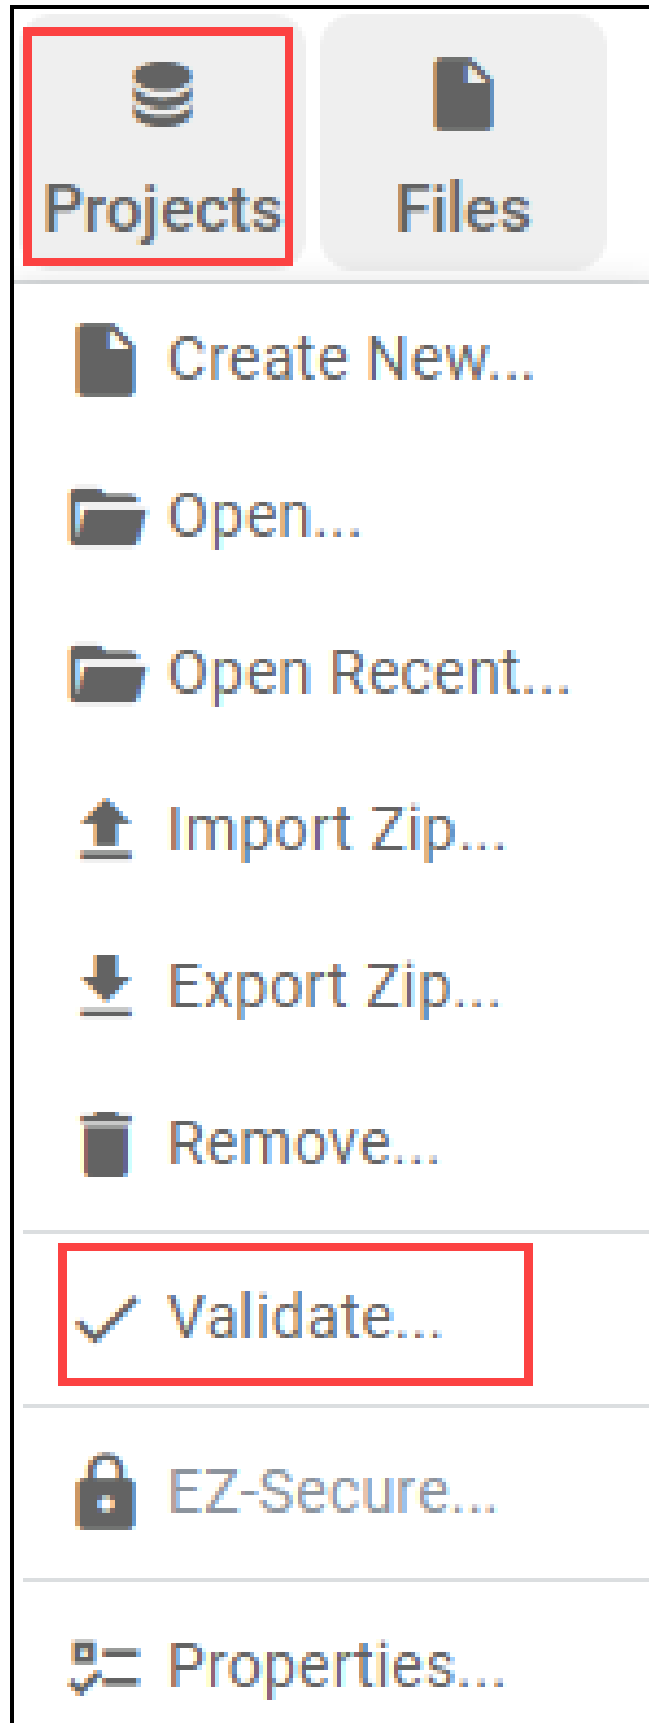 Projects Files
Create New...
Open...
Open Recent...
Import Zip...
Export Zip...
Remove...
Validate...
EZ-Secure...
Properties...